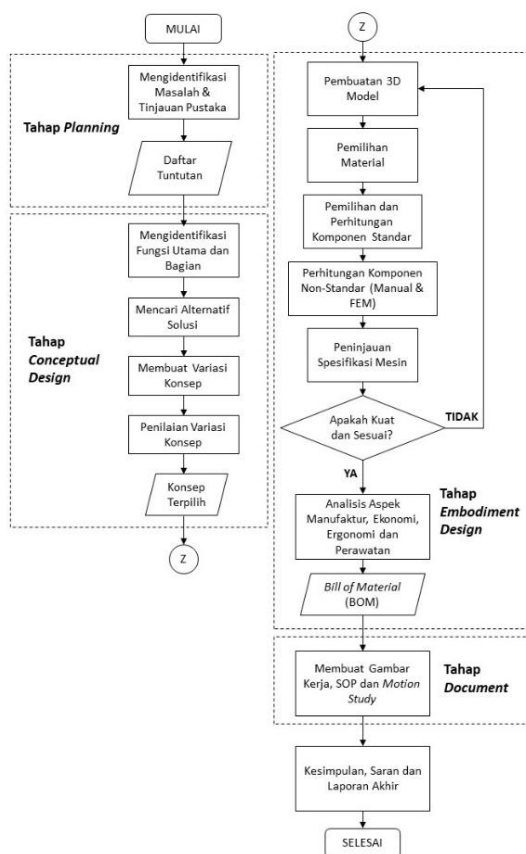 MULAI
Tahap Planning
Mengidentifikasi
Masalah &
Tinjauan Pustaka
Daftar
Tuntutan
Tahap
Conceptual
Design
Mengidentifikasi
Fungsi Utama dan
Bagian
Mencari Alternatif
Solusi
Membuat Variasi
Konsep
Penilaian Variasi
Konsep
Konsep
Terpilih
Z
Z
Pembuatan 3D
Model
Pemilihan
Material
Pemilihan dan
Perhitungan
Komponen Standar
Perhitungan Komponen
Non-Standar (Manual &
FEM)
Peninjauan
Spesifikasi Mesin
Apakah Kuat
dan Sesuai?
TIDAK
YA
Analisis Aspek
Manufaktur, Ekonomi,
Ergonomi dan
Perawatan
Tahap
Embodiment
Design
Bill of Material
(BOM)
Membuat Gambar
Kerja, SOP dan Motion
Study
Tahap
Document
Kesimpulan, Saran dan
Laporan Akhir
SELESAI